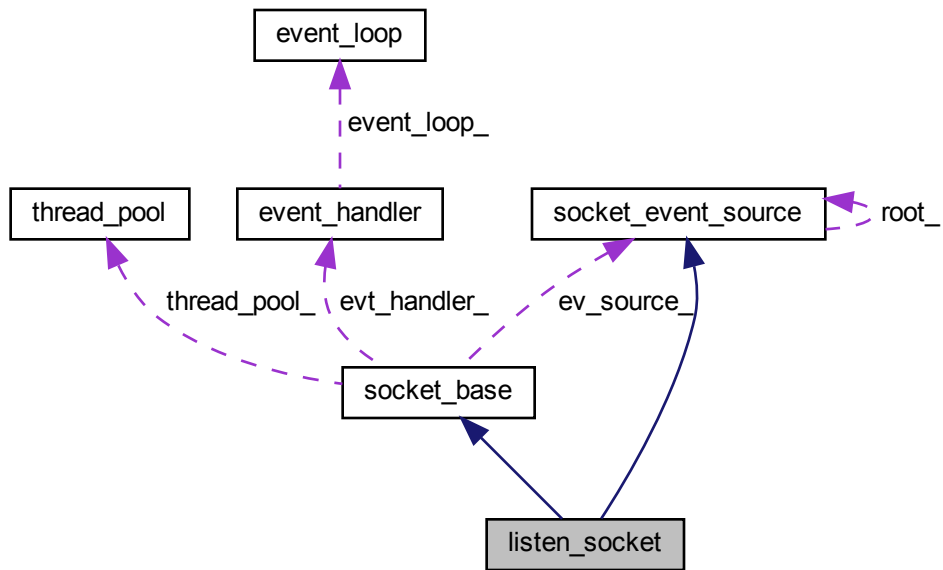 event_loop
event_loop_
thread_pool
event_handler
socket_event_source
root_
thread_pool_
evt_handler_
ev_source_
socket_base
listen_socket